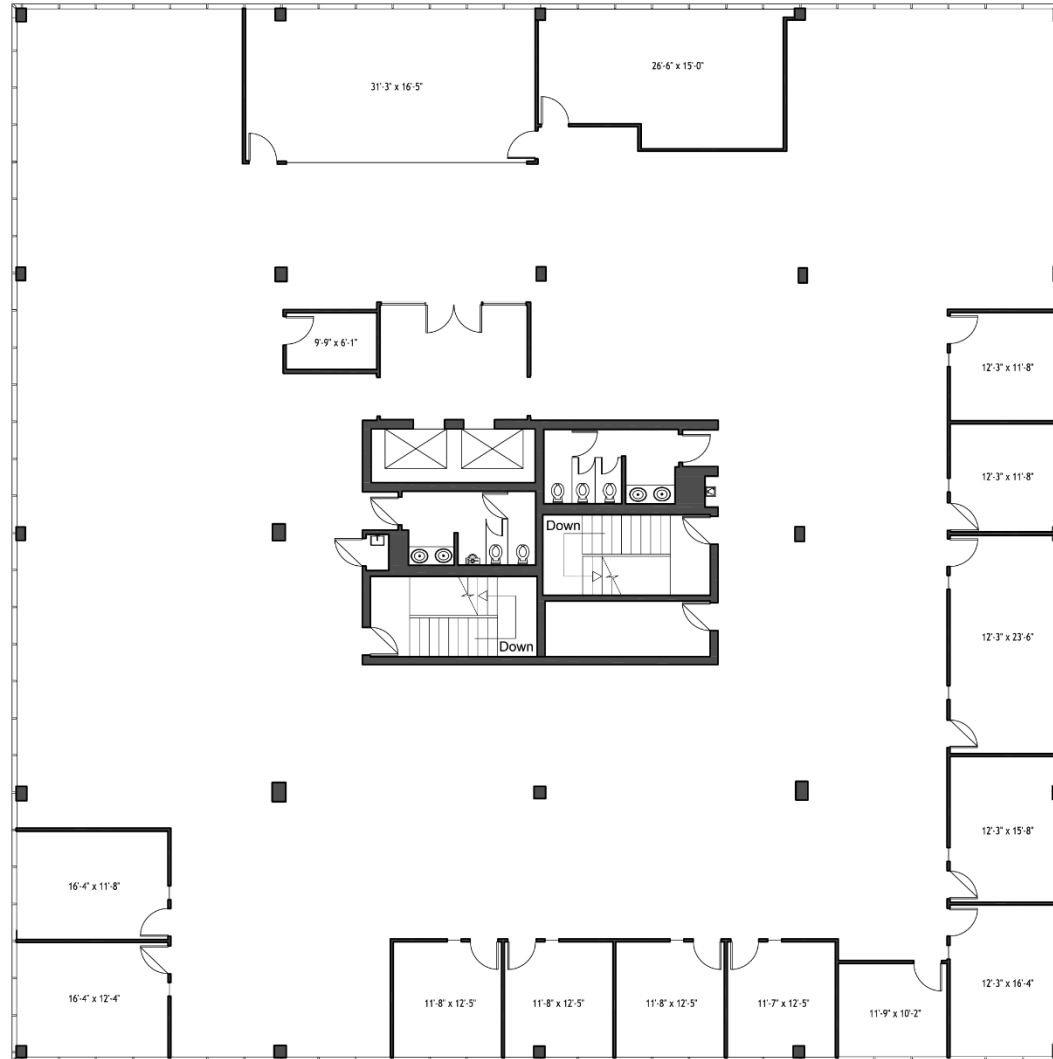 31'-3" x 16'-5"
26'-6" x 15'-0"
9'-9" x 6'-1"
12'-3" x 11'-8"
12'-3" x 11'-8"
Down
12'-3" x 23'-6"
Down
12'-3" x 15'-8"
16'-4" x 11'-8"
12'-3" x 16'-4"
16'-4" x 12'-4"
11'-8" x 12'-5"
11'-8" x 12'-5"
11'-8" x 12'-5"
11'-7" x 12'-5"
11'-9" x 10'-2"